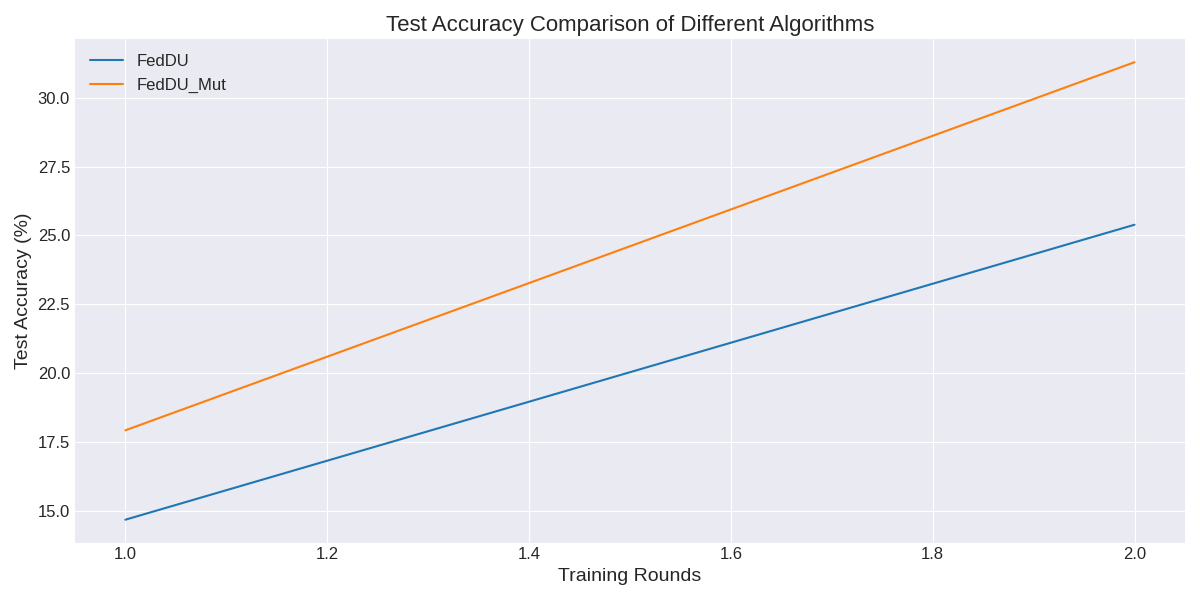 Test Accuracy Comparison of Different Algorithms
FedDU
FedDU_Mut
Test Accuracy (%)
30.0
27.5
25.0
22.5
20.0
17.5
15.0
1.0 1.2 1.4 1.6 1.8 2.0
Training Rounds